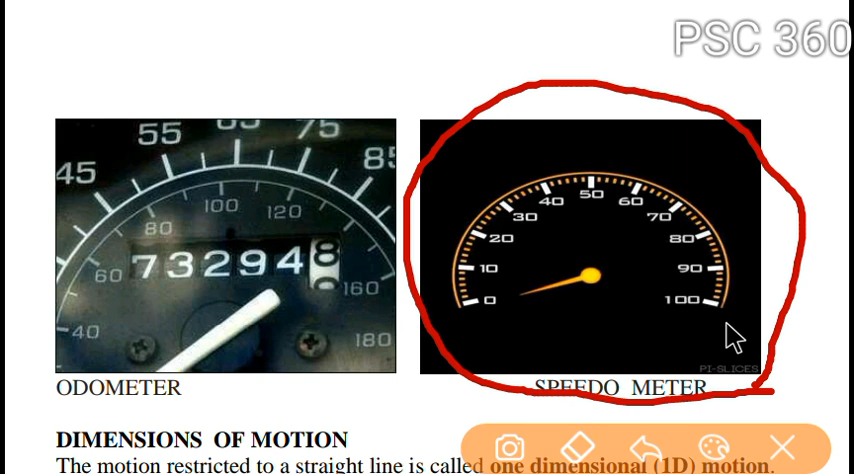 PSC 360
45 55 65 75 85
40 60 80 100 120 160 180
732948
0 10 20 30 40 50 60 70 80 90 100
PI-SLICES
ODOMETER
SPEEDO METER
DIMENSIONS OF MOTION
The motion restricted to a straight line is called one dimensional (1D) motion.